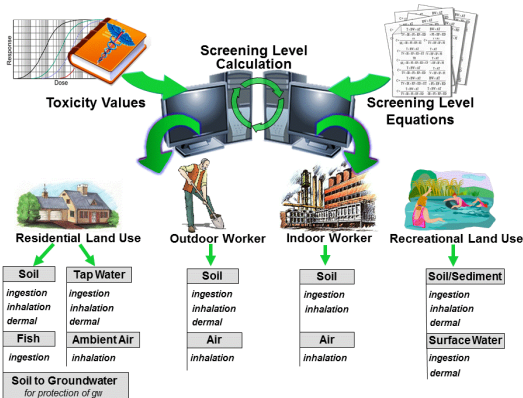 Response
Dose
Toxicity Values
Screening Level
Calculation
Screening Level
Equations
Residential Land Use
Outdoor Worker
Indoor Worker
Recreational Land Use
Soil
ingestion
inhalation
dermal
Tap Water
ingestion
inhalation
dermal
Fish
ingestion
Ambient Air
inhalation
Soil to Groundwater
for protection of gw
Soil
ingestion
inhalation
dermal
Air
inhalation
Soil
ingestion
inhalation
Air
inhalation
Soil/Sediment
ingestion
inhalation
dermal
Surface Water
ingestion
dermal